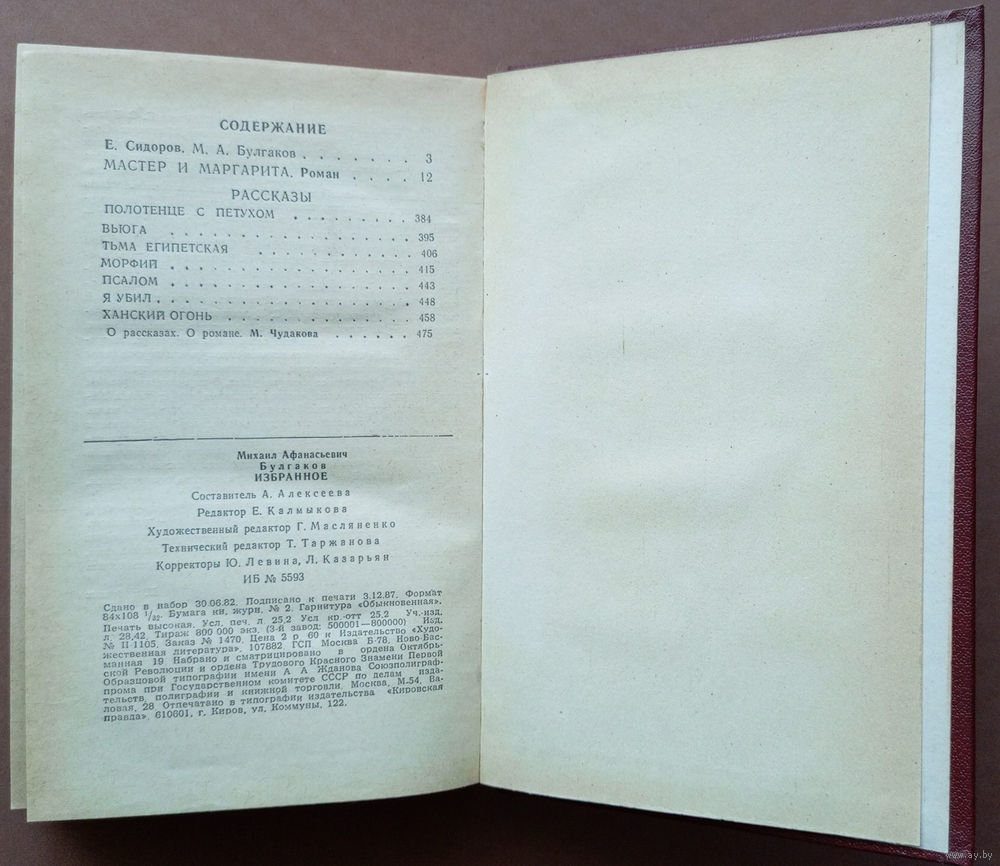 СОДЕРЖАНИЕ
Е. Сидоров. М. А. Булгаков . . . . . . . 3
МАСТЕР И МАРГАРИТА. Роман . . . . 12
РАССКАЗЫ
ПОЛОТЕНЦЕ С ПЕТУХОМ . . . . . . . . . 384
ВЬЮГА . . . . . . . . . . . . . . . 395
ТЬМА ЕГИПЕТСКАЯ . . . . . . . . . . 406
МОРФИЙ . . . . . . . . . . . . . . . 415
ПСАЛОМ . . . . . . . . . . . . . . . 443
Я УБИЛ . . . . . . . . . . . . . . . . 448
ХАНСКИЙ ОГОНЬ . . . . . . . . . . . 458
О рассказах. О романе. М. Чудакова . . . . . . 475
Михаил Афанасьевич
Булгаков
ИЗБРАННОЕ
Составитель А. Алексеева
Редактор Е. Калмыкова
Художественный редактор Г. Масляненко
Технический редактор Т. Таржанова
Корректоры Ю. Левина, Л. Казарьян
ИБ № 5593
Сдано в набор 30.06.82. Подписано к печати 3.12.87. Формат
84х108 1/32. Бумага кн. журн. № 2. Гарнитура «Обыкновенная».
Печать высокая. Усл. печ. л. 25,2 Усл кр.-отт 25,2 Уч.-изд.
л. 28,42. Тираж 800 000 экз. (3-й завод: 500001—800000) Изд.
№ II-1105. Заказ № 1470. Цена 2 р 60 к Издательство «Худо-
жественная литература». 107882 ГСП Москва Б-78, Ново-Бас-
манная 19 Набрано и сматрицировано в ордена Октябрь-
ской Революции и ордена Трудового Красного Знамени Первой
Образцовой типографии имени А А Жданова Союзполиграф-
прома при Государственном комитете СССР по делам изда-
тельств, полиграфии и книжной торговли. Москва, М-54, Ва-
ловая, 28 Отпечатано в типографии издательства «Кировская
правда», 610601, г. Киров, ул. Коммуны, 122.
www.ay.by